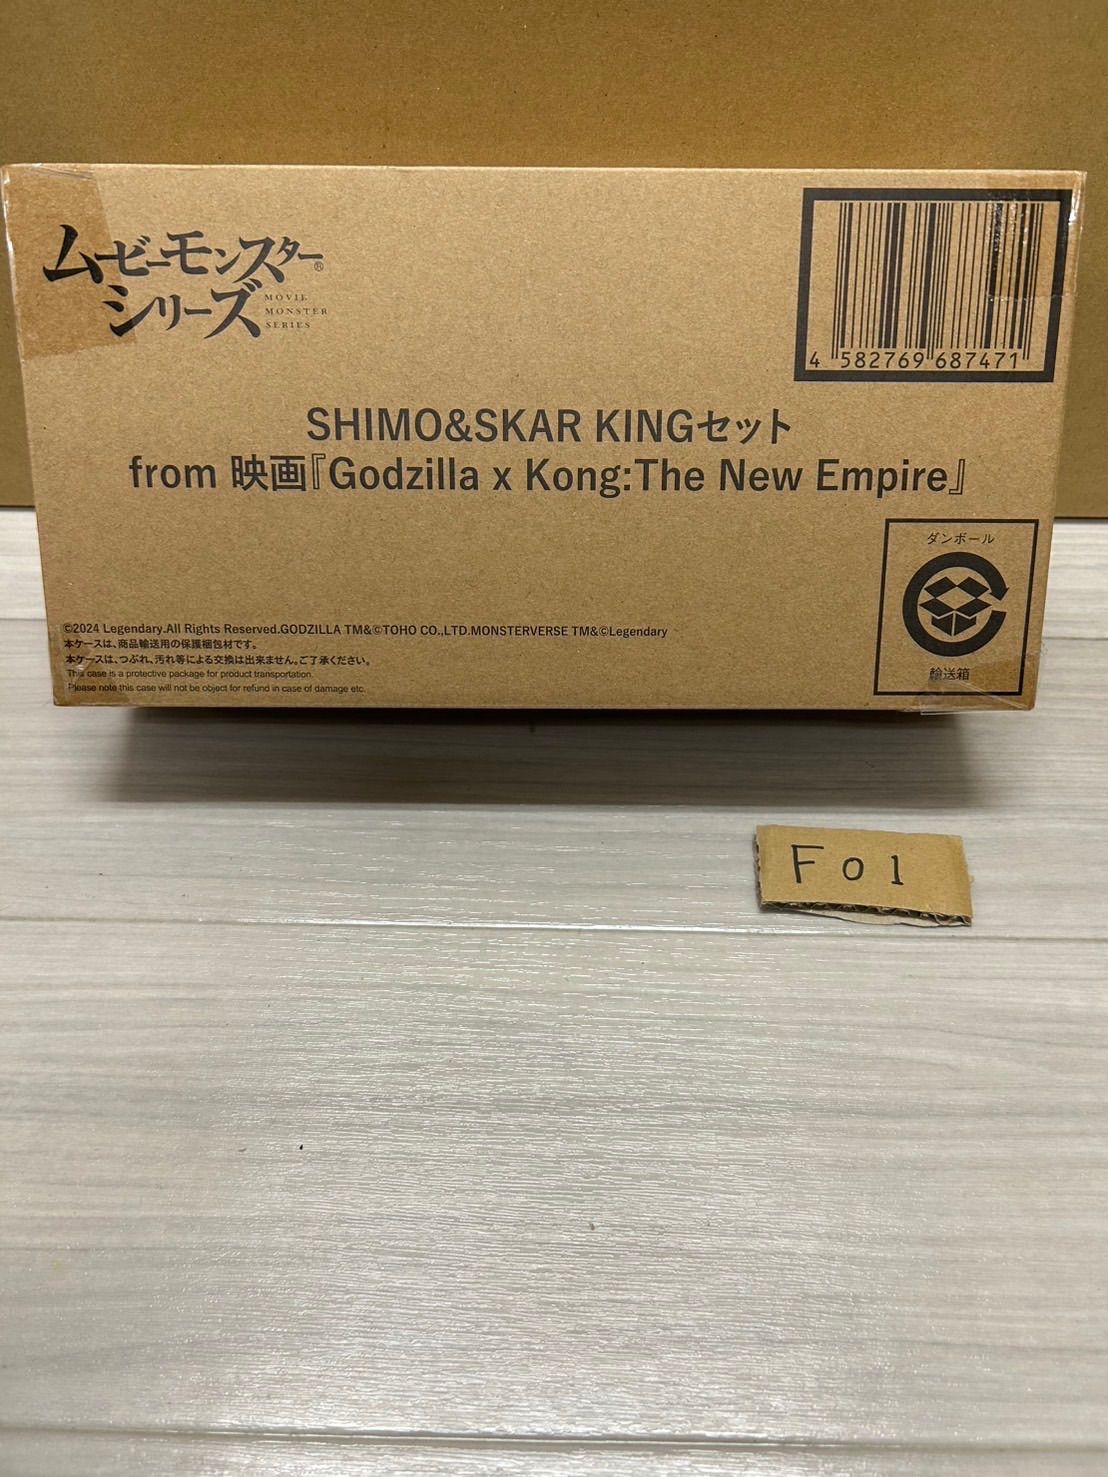 ムービーモンスター®
シリーズ
MOVIE
MONSTER
SERIES
4 582769 687471
SHIMO&SKAR KINGセット
from 映画『Godzilla x Kong:The New Empire』
ダンボール
輸送箱
©2024 Legendary.All Rights Reserved.GODZILLA TM&©TOHO CO.,LTD.MONSTERVERSE TM&©Legendary
本ケースは、商品輸送用の保護梱包材です。
本ケースは、つぶれ、汚れ等による交換は出来ません。ご了承ください。
This case is a protective package for product transportation.
Please note this case will not be object for refund in case of damage etc.
F01